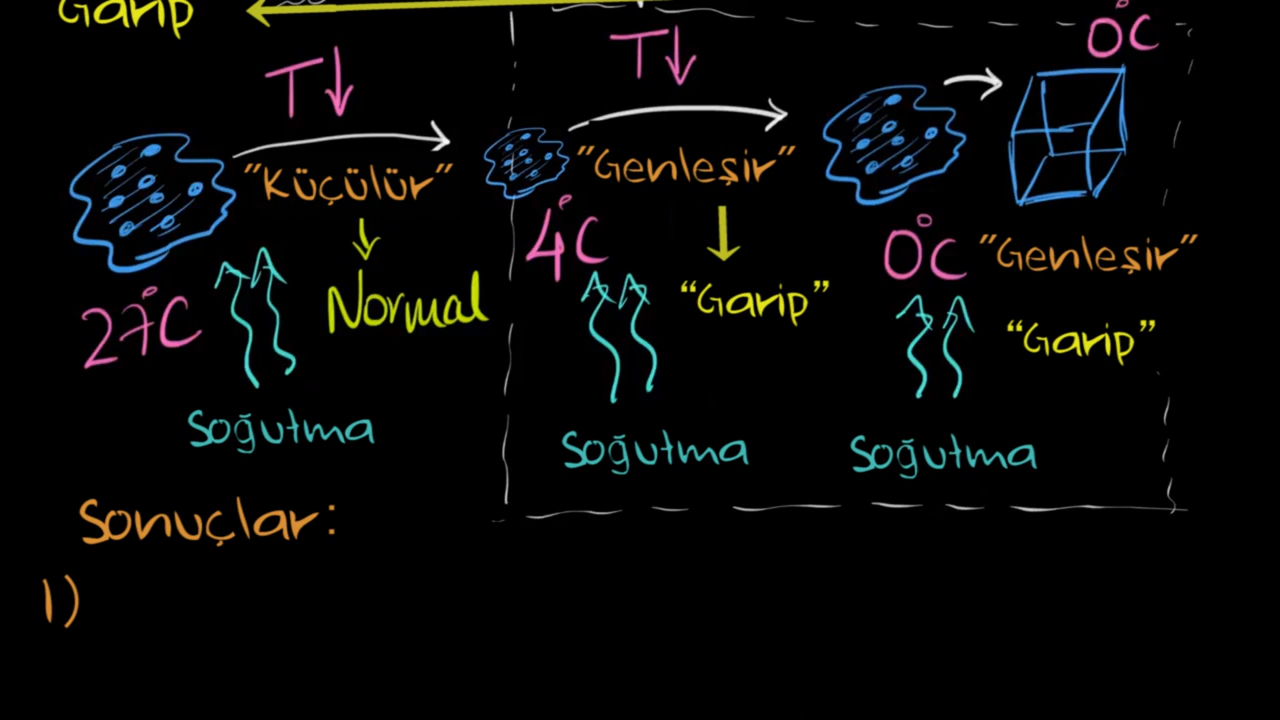 Garip
T↓
T↓
0°C
"Küçülür"
"Genleşir"
4°C
0°C
"Genleşir"
27°C
Normal
"Garip"
"Garip"
Soğutma
Soğutma
Soğutma
Sonuçlar:
1)